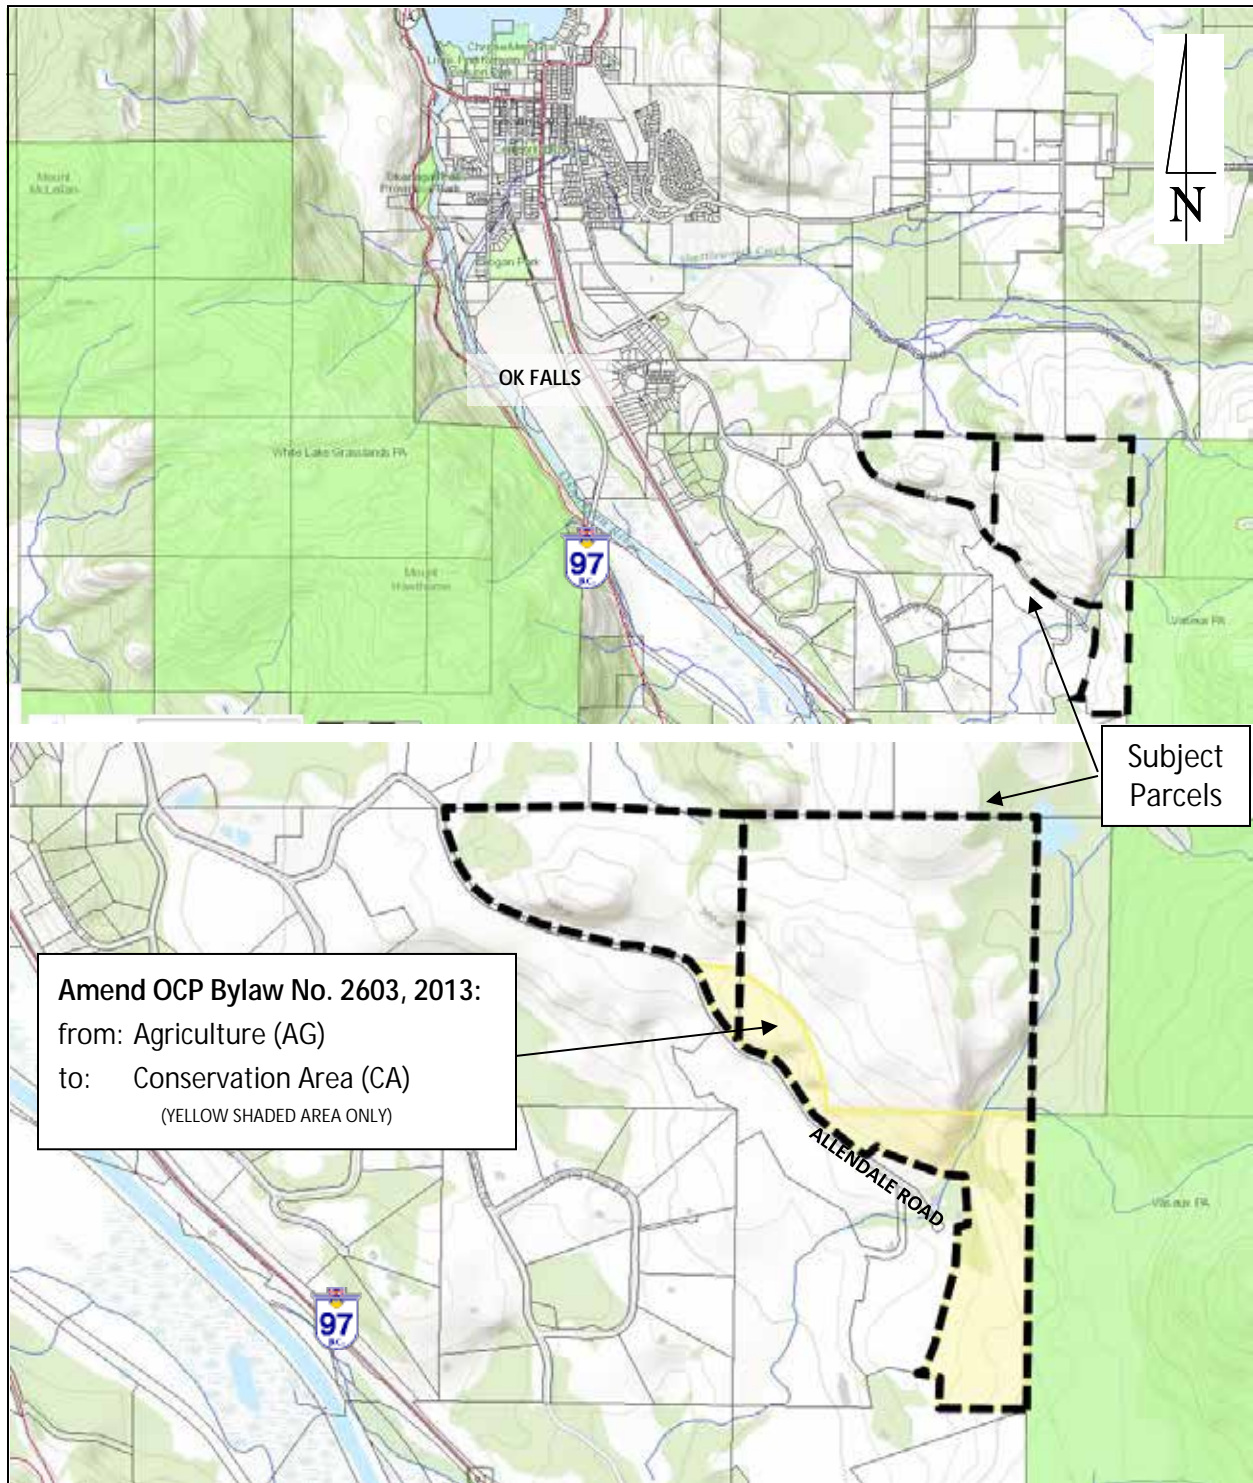 Mount
McLellan
OK FALLS
White Lake Grasslands PA
Mount
Hawthorne
97
B.C.
N
Vaseux PA
Subject
Parcels
Amend OCP Bylaw No. 2603, 2013:
from: Agriculture (AG)
to: Conservation Area (CA)
(YELLOW SHADED AREA ONLY)
ALLENDALE ROAD
Vaseux PA
97
B.C.